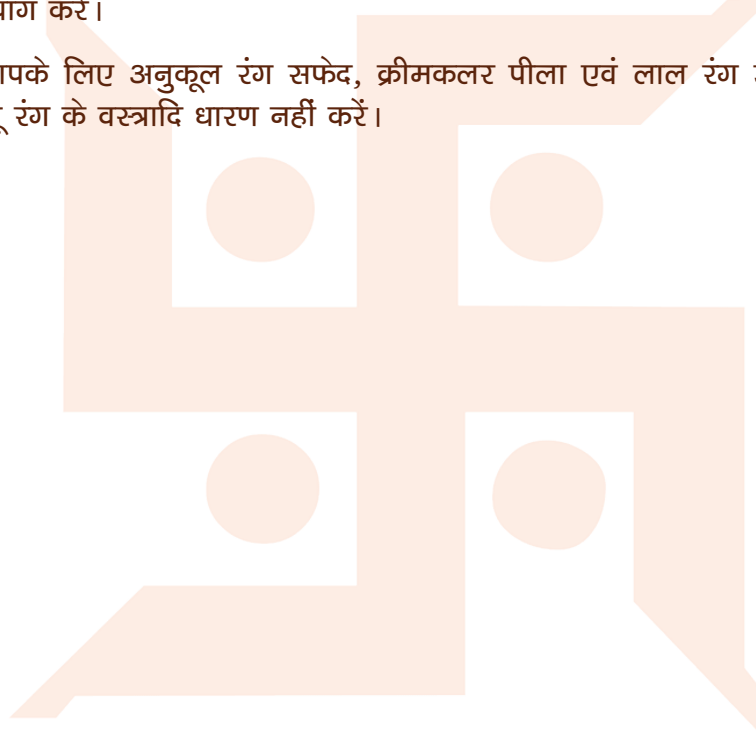 करें।
लिए अनुकूल रंग सफेद, क्रीमकलर पीला एवं लाल रंग
रंग के वस्त्रादि धारण नहीं करें।